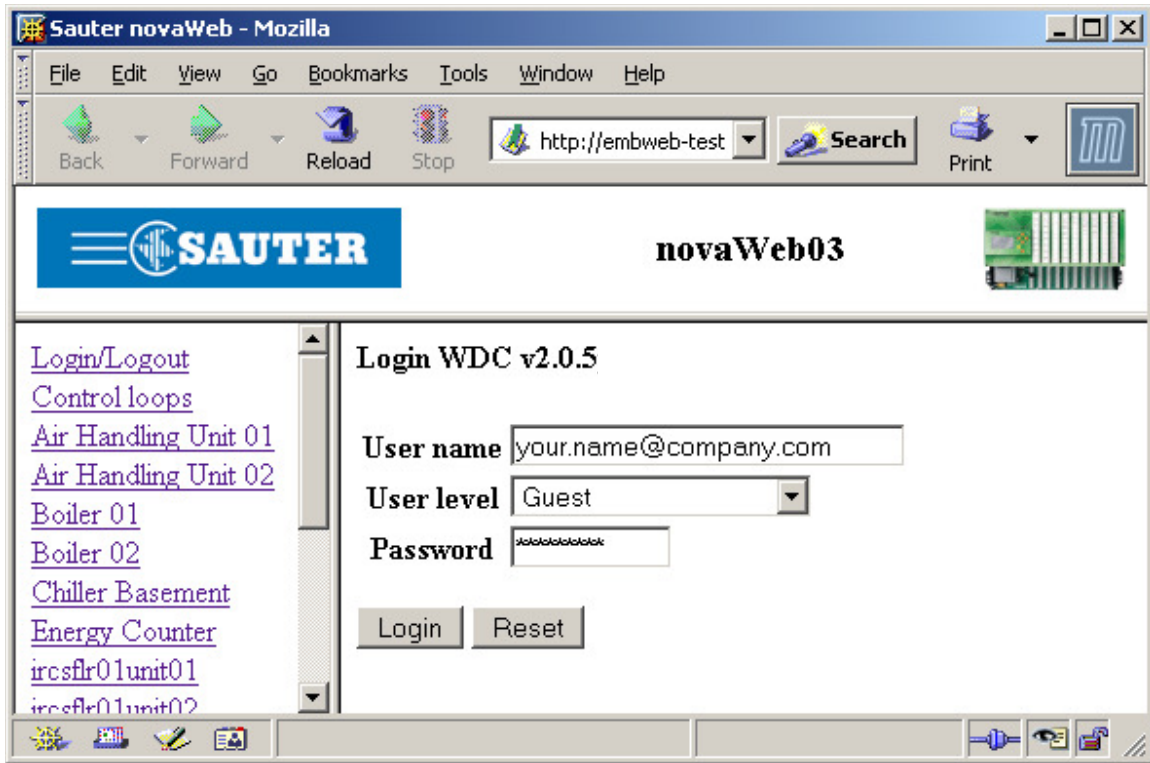 Sauter novaWeb - Mozilla
File Edit View Go Bookmarks Tools Window Help
Back Forward Reload Stop http://embweb-test Search Print
SAUTER novaWeb03
Login/Logout
Control loops
Air Handling Unit 01
Air Handling Unit 02
Boiler 01
Boiler 02
Chiller Basement
Energy Counter
ircsflr01unit01
ircsflr01unit02
Login WDC v2.0.5
User name your.name@company.com
User level Guest
Password **********
Login Reset